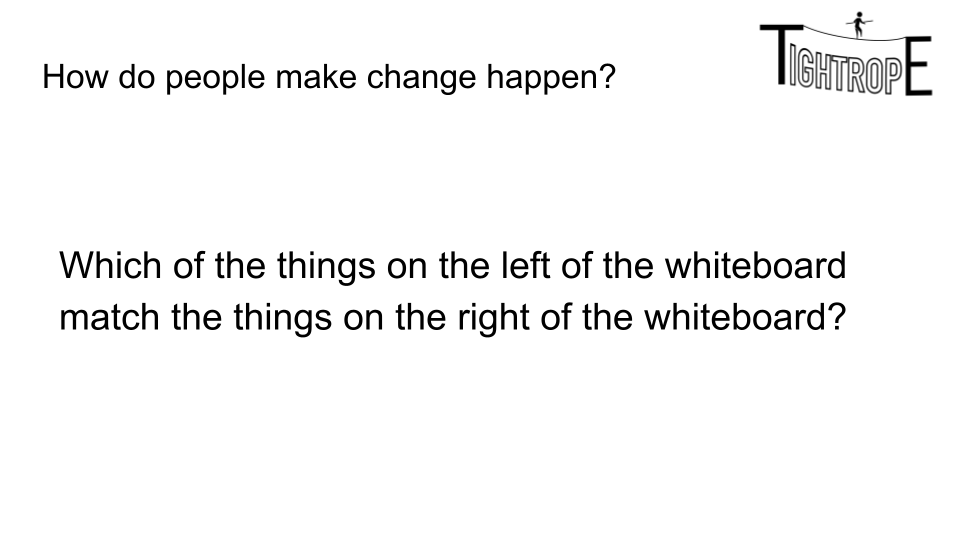 TIGHTROPE
How do people make change happen?
Which of the things on the left of the whiteboard
match the things on the right of the whiteboard?